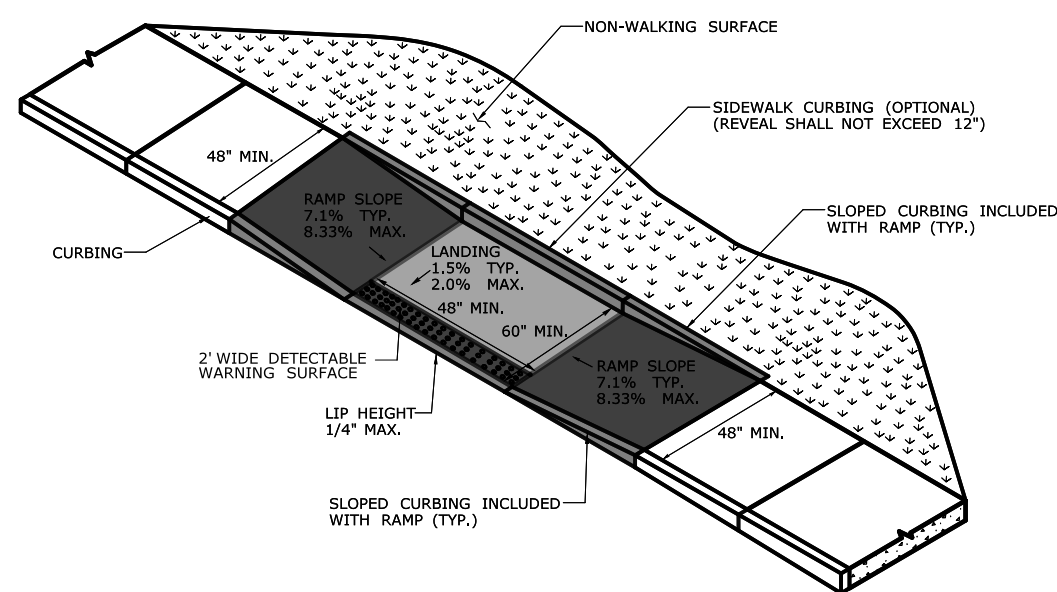 NON-WALKING SURFACE
SIDEWALK CURBING (OPTIONAL)
(REVEAL SHALL NOT EXCEED 12")
48" MIN.
RAMP SLOPE
7.1% TYP.
8.33% MAX.
SLOPED CURBING INCLUDED
WITH RAMP (TYP.)
CURBING
LANDING
1.5% TYP.
2.0% MAX.
48" MIN.
60" MIN.
2' WIDE DETECTABLE
WARNING SURFACE
RAMP SLOPE
7.1% TYP.
8.33% MAX.
LIP HEIGHT
1/4" MAX.
48" MIN.
SLOPED CURBING INCLUDED
WITH RAMP (TYP.)